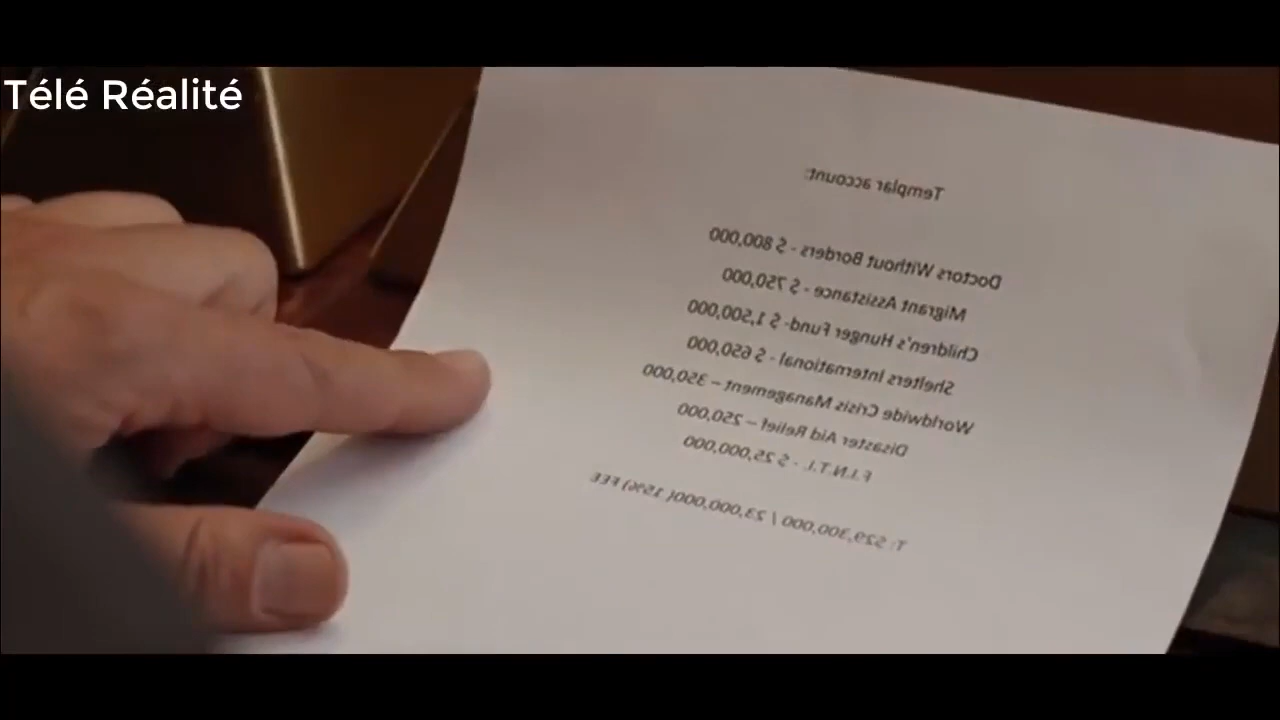 Télé Réalité
Templar account:
Doctors Without Borders - $ 800,000
Migrant Assistance - $ 750,000
Children's Hunger Fund- $ 1,500,000
Shelters International - $ 650,000
Worldwide Crisis Management – 350,000
Disaster Aid Relief – 250,000
F.I.N.T.I. - $ 25,000,000
T: $29,300,000 / 23,000,000( 15%) FEE